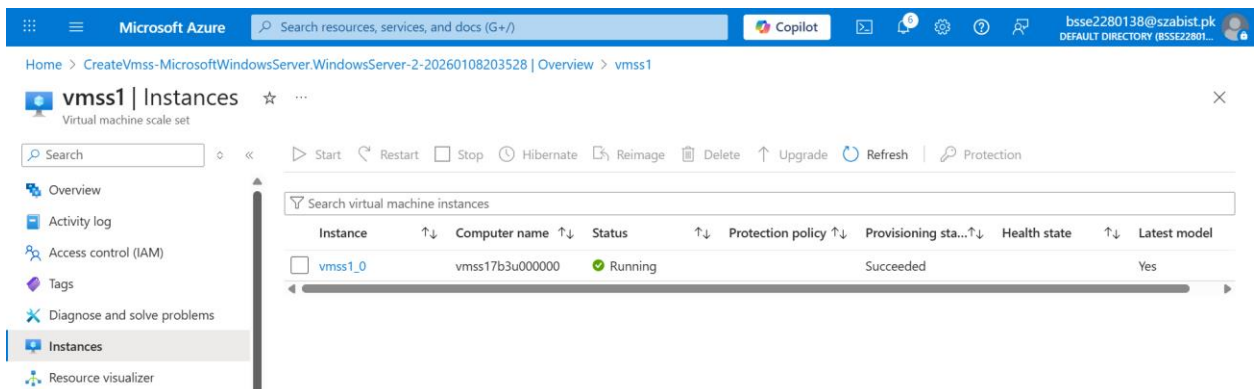 Microsoft Azure Search resources, services, and docs (G+/) Copilot 6 bsse2280138@szabist.pk
DEFAULT DIRECTORY (BSSE22801...
Home > CreateVmss-MicrosoftWindowsServer.WindowsServer-2-20260108203528 | Overview > vmss1
vmss1 | Instances
Virtual machine scale set
Search
Start Restart Stop Hibernate Reimage Delete Upgrade Refresh Protection
Overview
Activity log
Access control (IAM)
Tags
Diagnose and solve problems
Instances
Resource visualizer
Search virtual machine instances
Instance Computer name Status Protection policy Provisioning sta... Health state Latest model
vmss1_0 vmss17b3u000000 Running Succeeded Yes